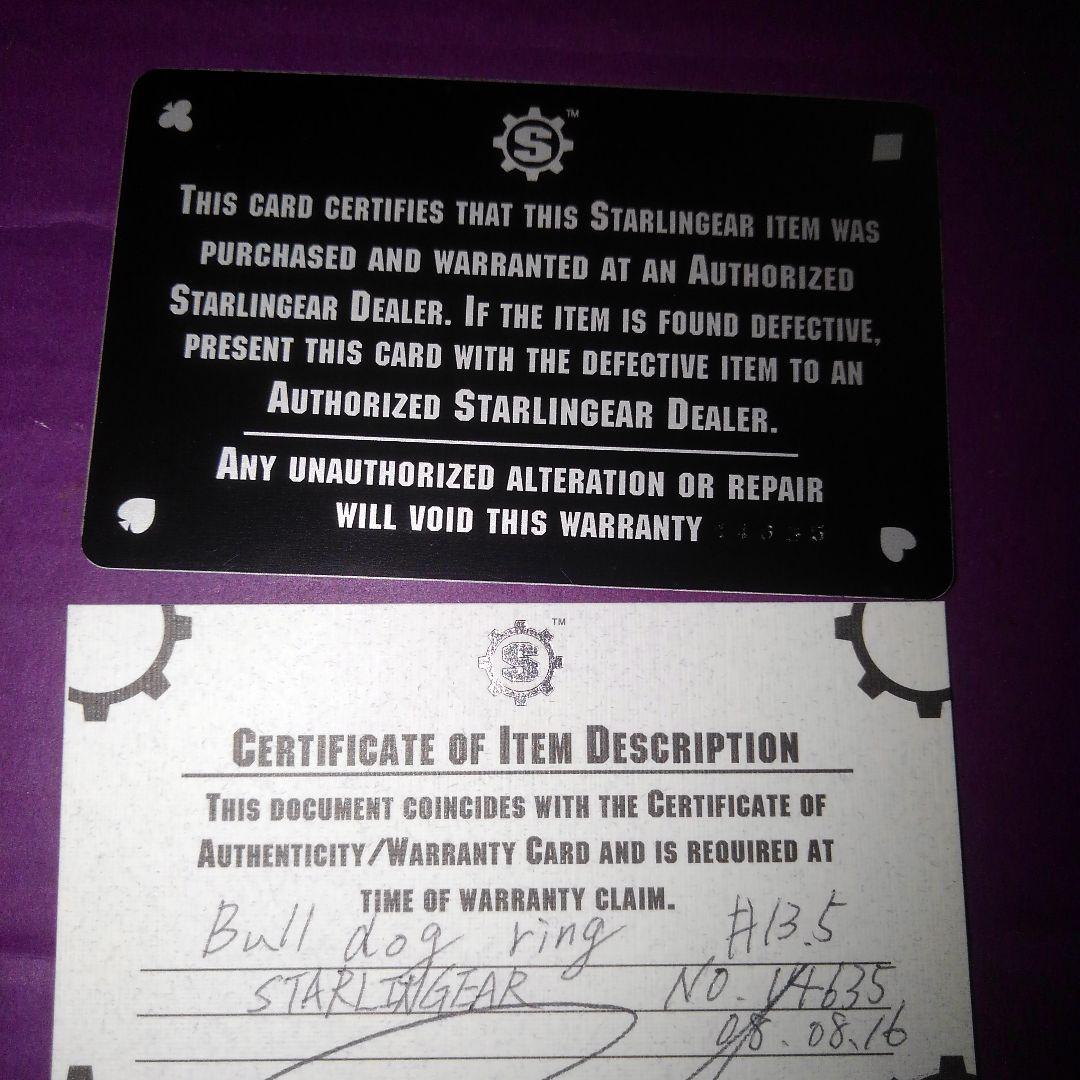 S™
THIS CARD CERTIFIES THAT THIS STARLINGEAR ITEM WAS
PURCHASED AND WARRANTED AT AN AUTHORIZED
STARLINGEAR DEALER. IF THE ITEM IS FOUND DEFECTIVE,
PRESENT THIS CARD WITH THE DEFECTIVE ITEM TO AN
AUTHORIZED STARLINGEAR DEALER.
ANY UNAUTHORIZED ALTERATION OR REPAIR
WILL VOID THIS WARRANTY
S™
CERTIFICATE OF ITEM DESCRIPTION
THIS DOCUMENT COINCIDES WITH THE CERTIFICATE OF
AUTHENTICITY/WARRANTY CARD AND IS REQUIRED AT
TIME OF WARRANTY CLAIM.
Bull dog ring #13.5
STARLINGEAR NO. 14635
08.08.16